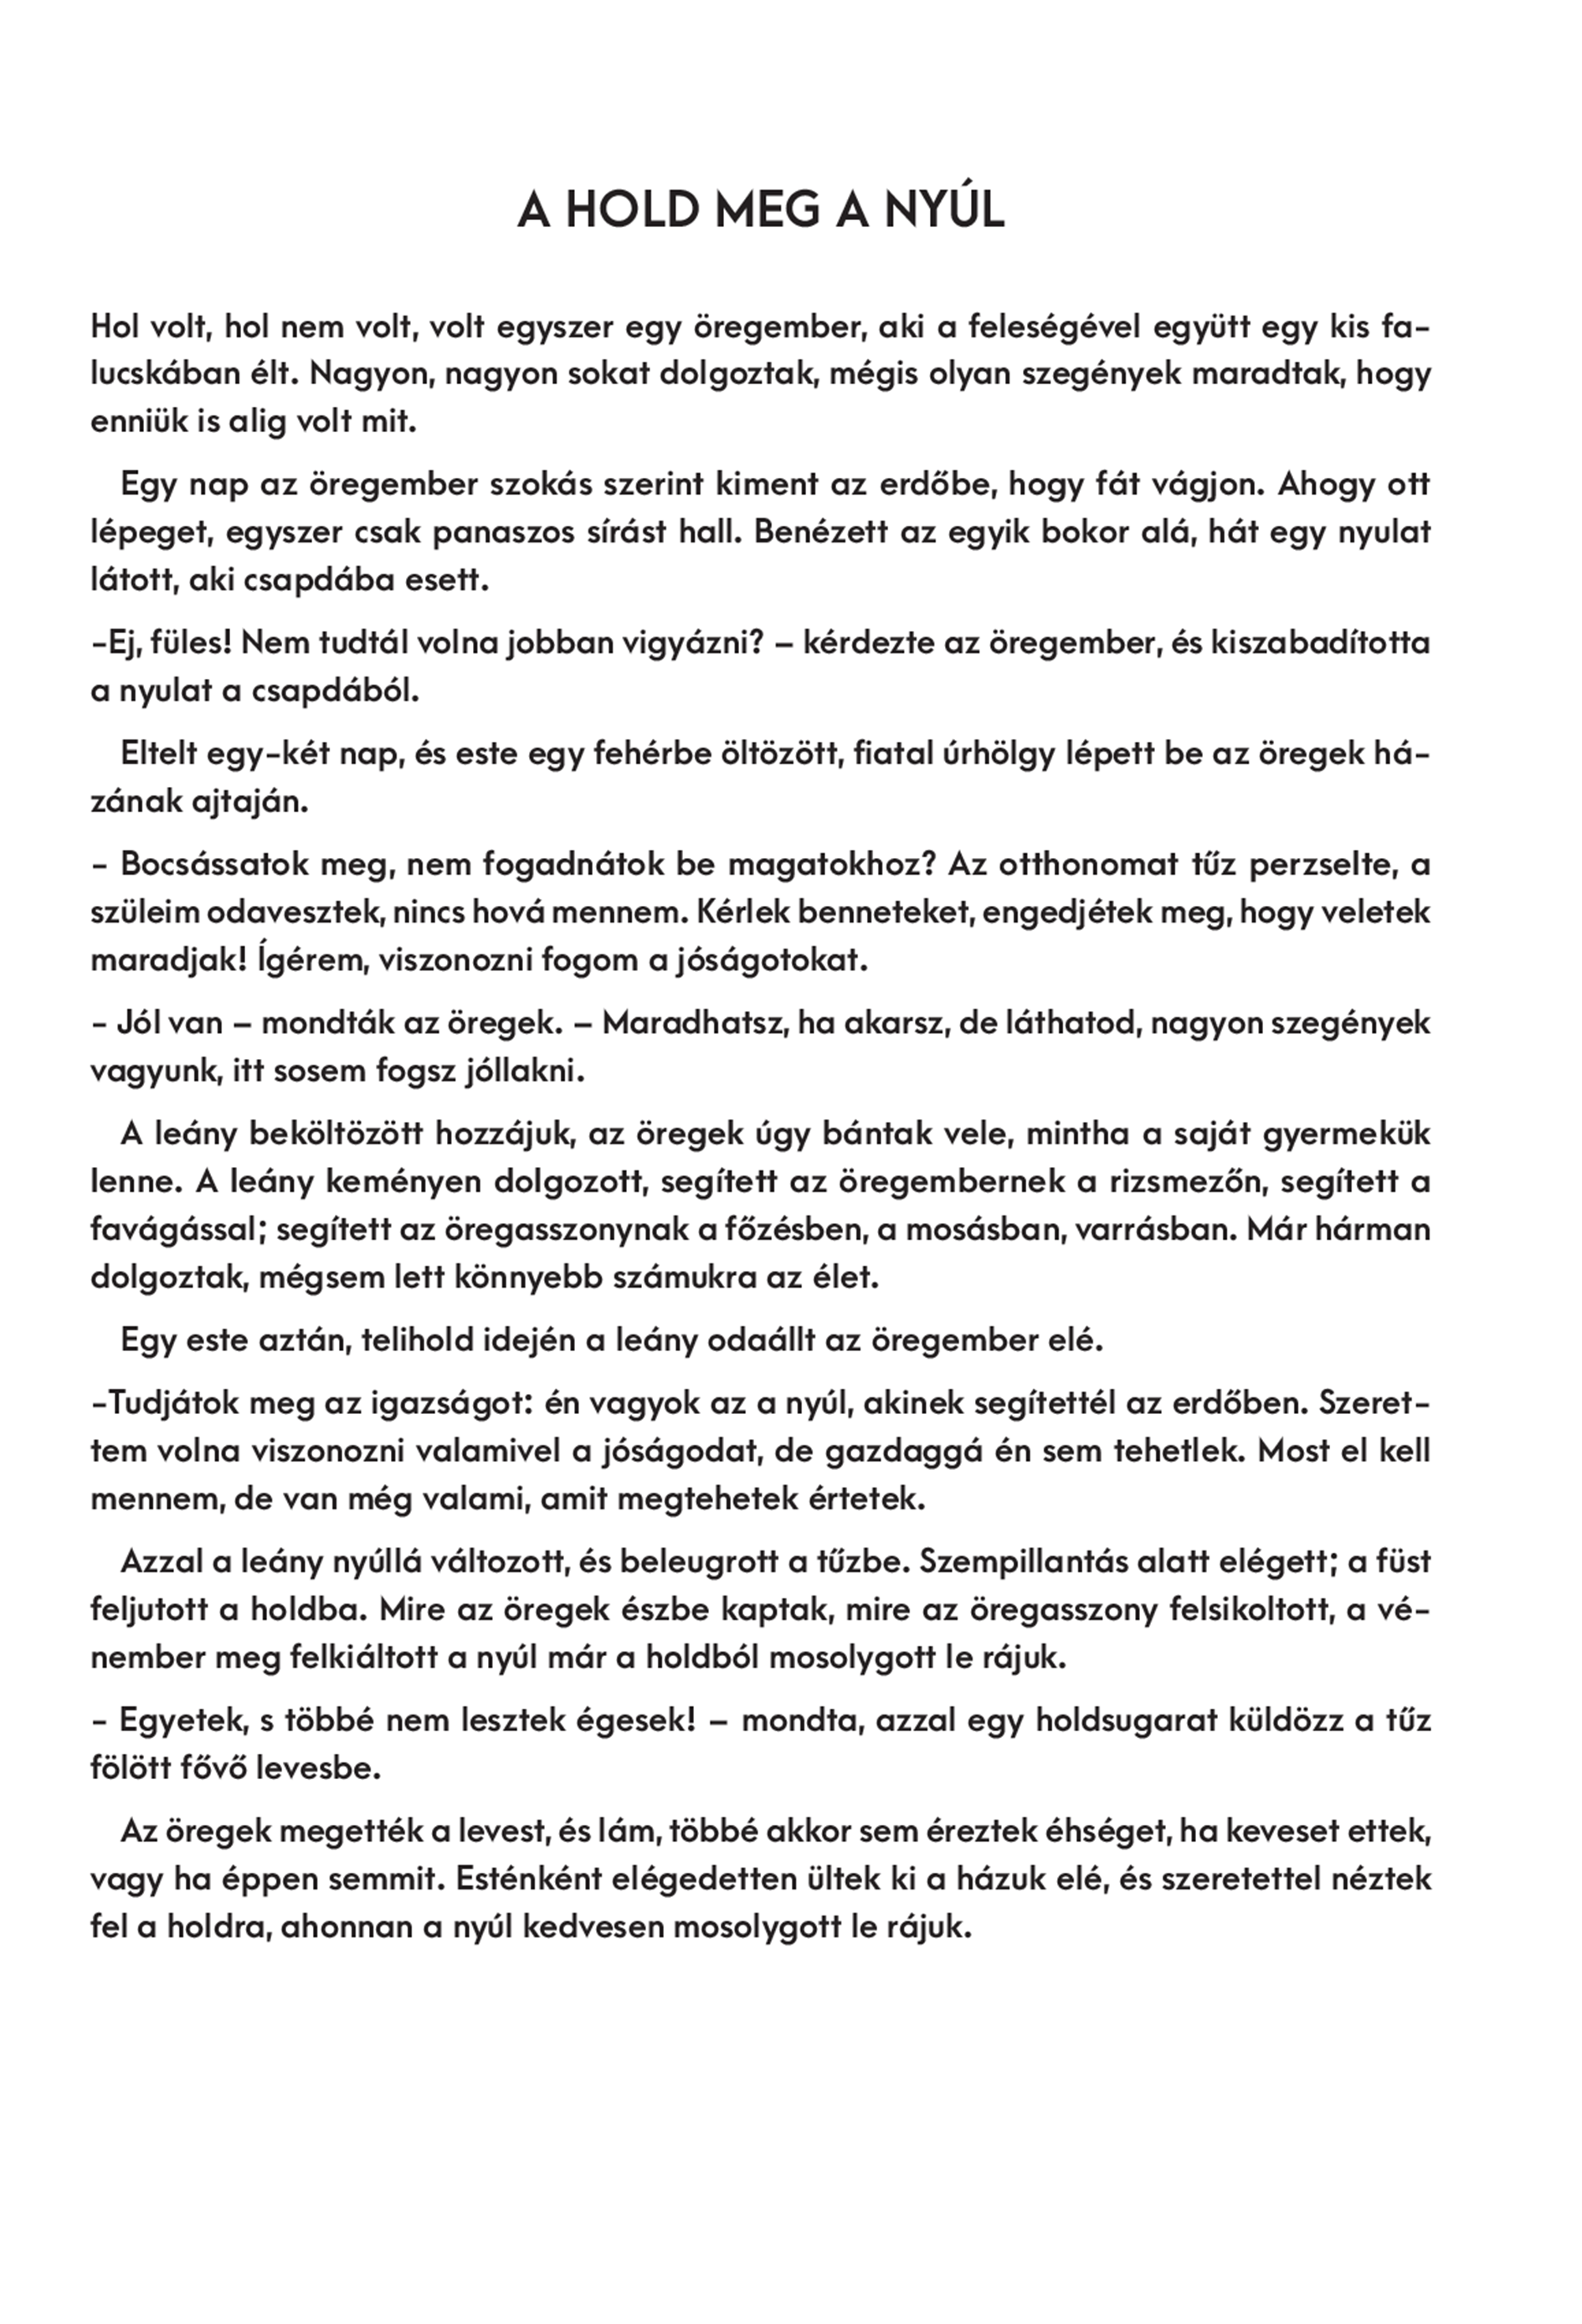 A HOLD MEG A NYÚL
Hol volt, hol nem volt, volt egyszer egy öregember, aki a feleségével együtt egy kis fa-
lucskában élt. Nagyon, nagyon sokat dolgoztak, mégis olyan szegények maradtak, hogy
enniük is alig volt mit.
Egy nap az öregember szokás szerint kiment az erdőbe, hogy fát vágjon. Ahogy ott
lépeget, egyszer csak panaszos sírást hall. Benézett az egyik bokor alá, hát egy nyulat
látott, aki csapdába esett.
-Ej, füles! Nem tudtál volna jobban vigyázni? – kérdezte az öregember, és kiszabadította
a nyulat a csapdából.
Eltelt egy-két nap, és este egy fehérbe öltözött, fiatal úrhölgy lépett be az öregek há-
zának ajtaján.
- Bocsássatok meg, nem fogadnátok be magatokhoz? Az otthonomat tűz perzselte, a
szüleim odavesztek, nincs hová mennem. Kérlek benneteket, engedjétek meg, hogy veletek
maradjak! Ígérem, viszonozni fogom a jóságotokat.
- Jól van – mondták az öregek. – Maradhatsz, ha akarsz, de láthatod, nagyon szegények
vagyunk, itt sosem fogsz jóllakni.
A leány beköltözött hozzájuk, az öregek úgy bántak vele, mintha a saját gyermekük
lenne. A leány keményen dolgozott, segített az öregembernek a rizsmezőn, segített a
favágással; segített az öregasszonynak a főzésben, a mosásban, varrásban. Már hárman
dolgoztak, mégsem lett könnyebb számukra az élet.
Egy este aztán, telihold idején a leány odaállt az öregember elé.
-Tudjátok meg az igazságot: én vagyok az a nyúl, akinek segítettél az erdőben. Szeret-
tem volna viszonozni valamivel a jóságodat, de gazdaggá én sem tehetlek. Most el kell
mennem, de van még valami, amit megtehetek értetek.
Azzal a leány nyúllá változott, és beleugrott a tűzbe. Szempillantás alatt elégett; a füst
feljutott a holdba. Mire az öregek észbe kaptak, mire az öregasszony felsikoltott, a vé-
nember meg felkiáltott a nyúl már a holdból mosolygott le rájuk.
- Egyetek, s többé nem lesztek égesek! – mondta, azzal egy holdsugarat küldözz a tűz
fölött fővő levesbe.
Az öregek megették a levest, és lám, többé akkor sem éreztek éhséget, ha keveset ettek,
vagy ha éppen semmit. Esténként elégedetten ültek ki a házuk elé, és szeretettel néztek
fel a holdra, ahonnan a nyúl kedvesen mosolygott le rájuk.